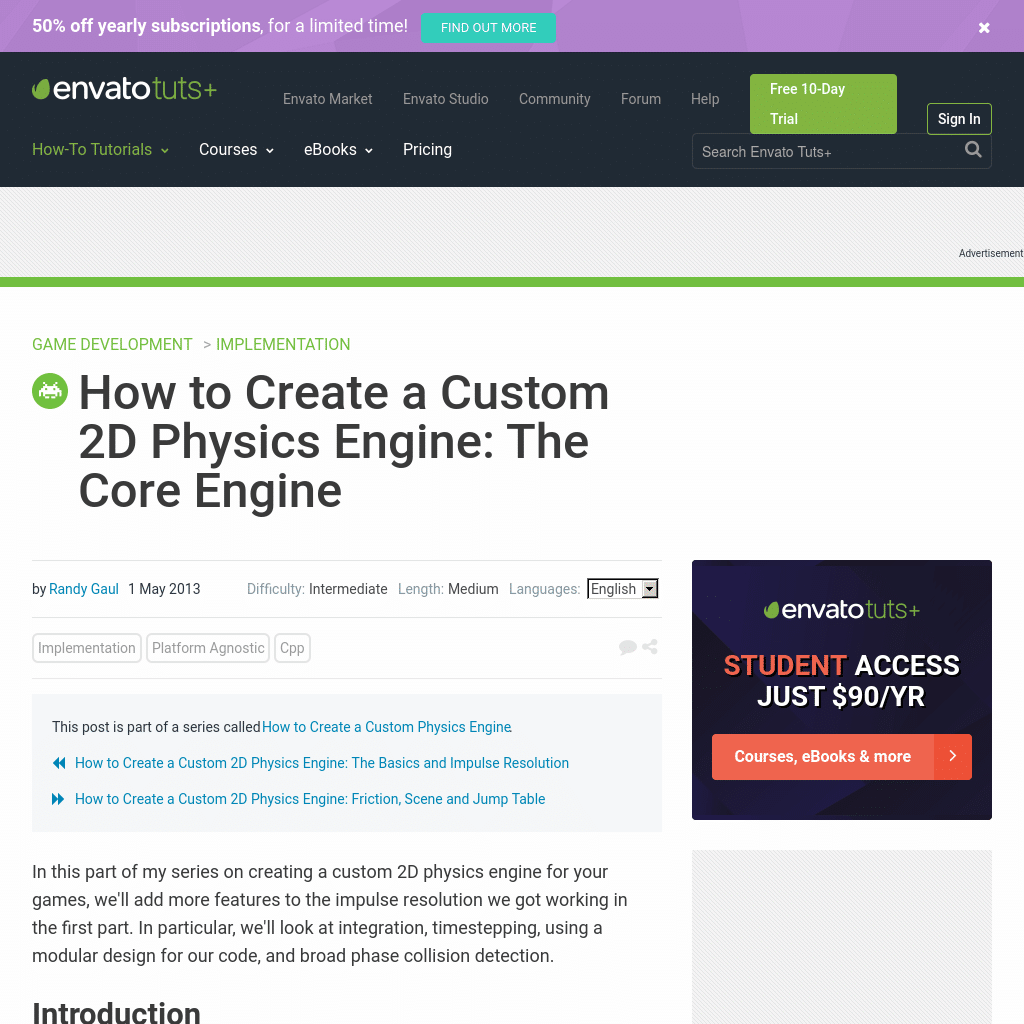 50% off yearly subscriptions, for a limited time! FIND OUT MORE
envatotuts+
Envato Market Envato Studio Community Forum Help Free 10-Day Trial Sign In
How-To Tutorials Courses eBooks Pricing Search Envato Tuts+
Advertisement
GAME DEVELOPMENT > IMPLEMENTATION
How to Create a Custom
2D Physics Engine: The
Core Engine
by Randy Gaul 1 May 2013 Difficulty: Intermediate Length: Medium Languages: English
Implementation Platform Agnostic Cpp
This post is part of a series called How to Create a Custom Physics Engine.
How to Create a Custom 2D Physics Engine: The Basics and Impulse Resolution
How to Create a Custom 2D Physics Engine: Friction, Scene and Jump Table
envatotuts+
STUDENT ACCESS
JUST $90/YR
Courses, eBooks & more
In this part of my series on creating a custom 2D physics engine for your
games, we'll add more features to the impulse resolution we got working in
the first part. In particular, we'll look at integration, timestepping, using a
modular design for our code, and broad phase collision detection.
Introduction